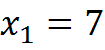 x₁ = 7